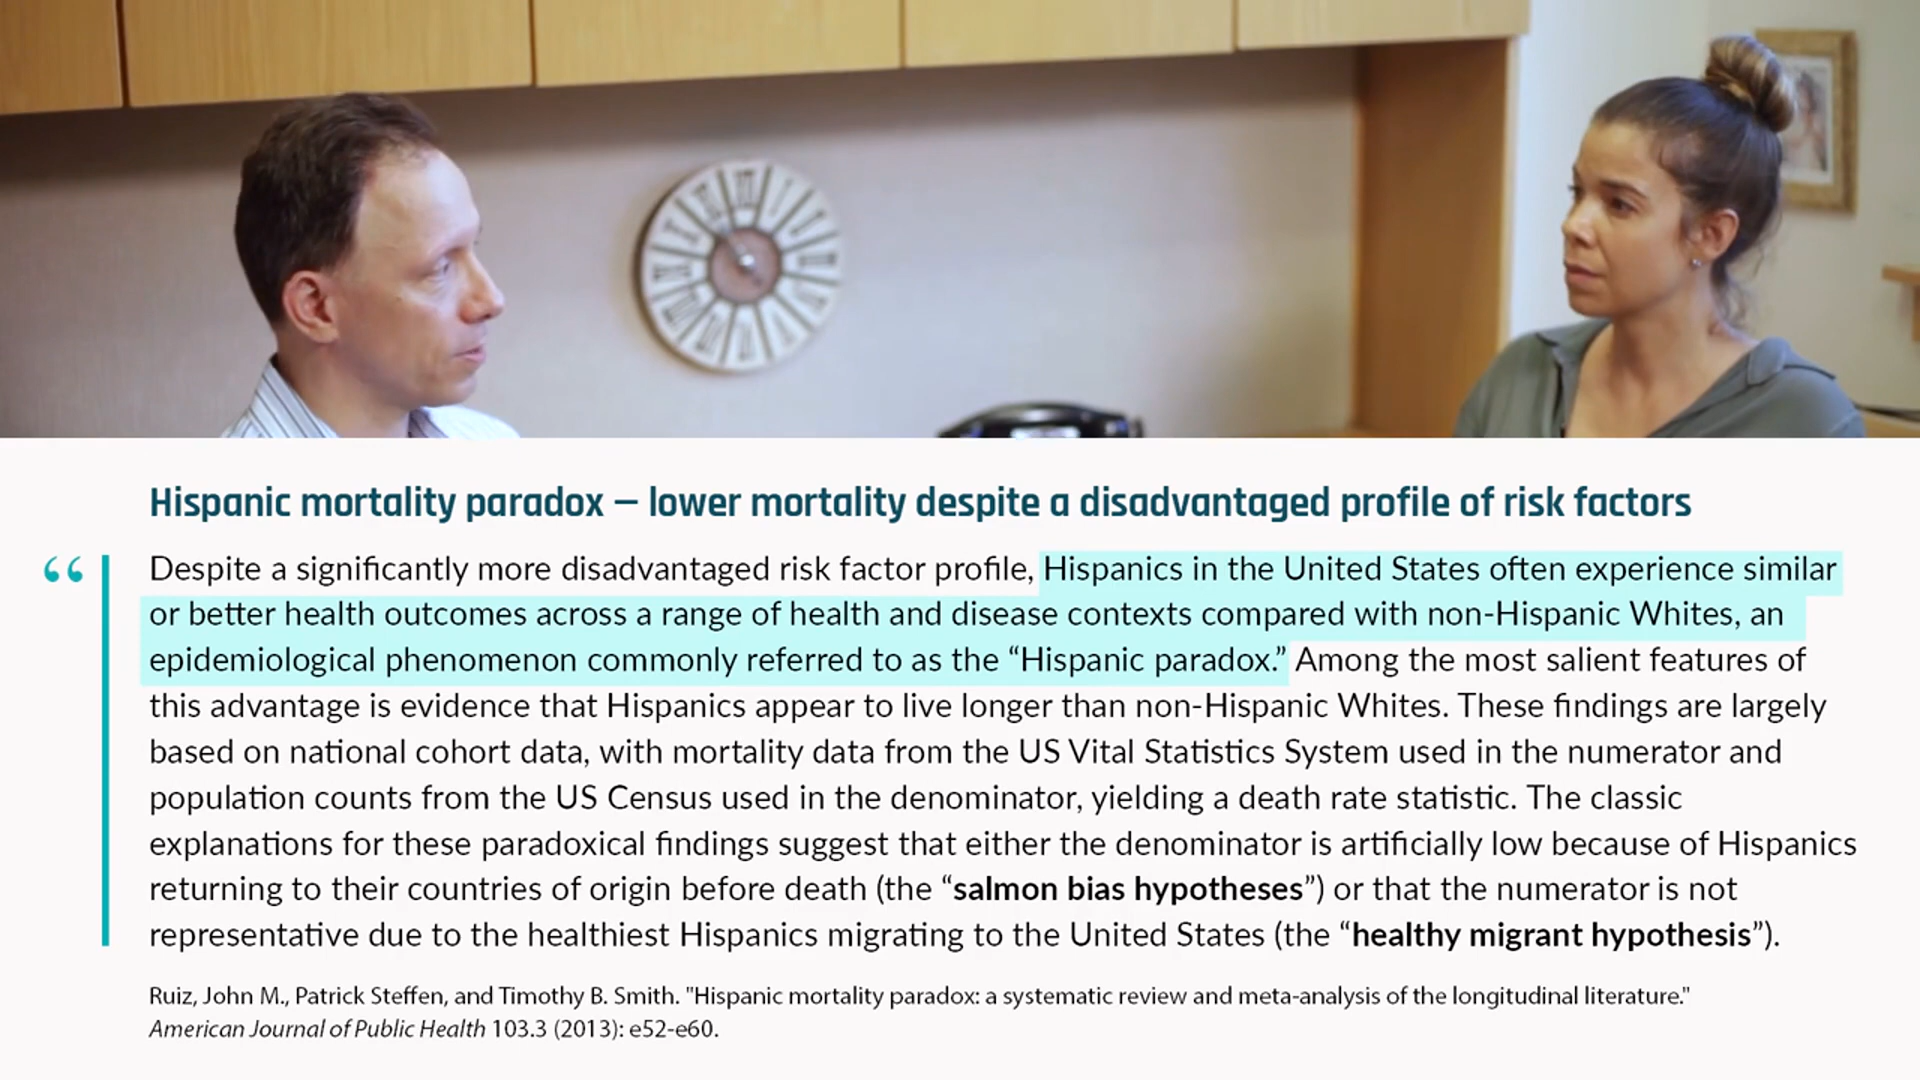 Hispanic mortality paradox — lower mortality despite a disadvantaged profile of risk factors
“ Despite a significantly more disadvantaged risk factor profile, Hispanics in the United States often experience similar
or better health outcomes across a range of health and disease contexts compared with non-Hispanic Whites, an
epidemiological phenomenon commonly referred to as the “Hispanic paradox.” Among the most salient features of
this advantage is evidence that Hispanics appear to live longer than non-Hispanic Whites. These findings are largely
based on national cohort data, with mortality data from the US Vital Statistics System used in the numerator and
population counts from the US Census used in the denominator, yielding a death rate statistic. The classic
explanations for these paradoxical findings suggest that either the denominator is artificially low because of Hispanics
returning to their countries of origin before death (the “salmon bias hypotheses”) or that the numerator is not
representative due to the healthiest Hispanics migrating to the United States (the “healthy migrant hypothesis”).
Ruiz, John M., Patrick Steffen, and Timothy B. Smith. "Hispanic mortality paradox: a systematic review and meta-analysis of the longitudinal literature."
American Journal of Public Health 103.3 (2013): e52-e60.